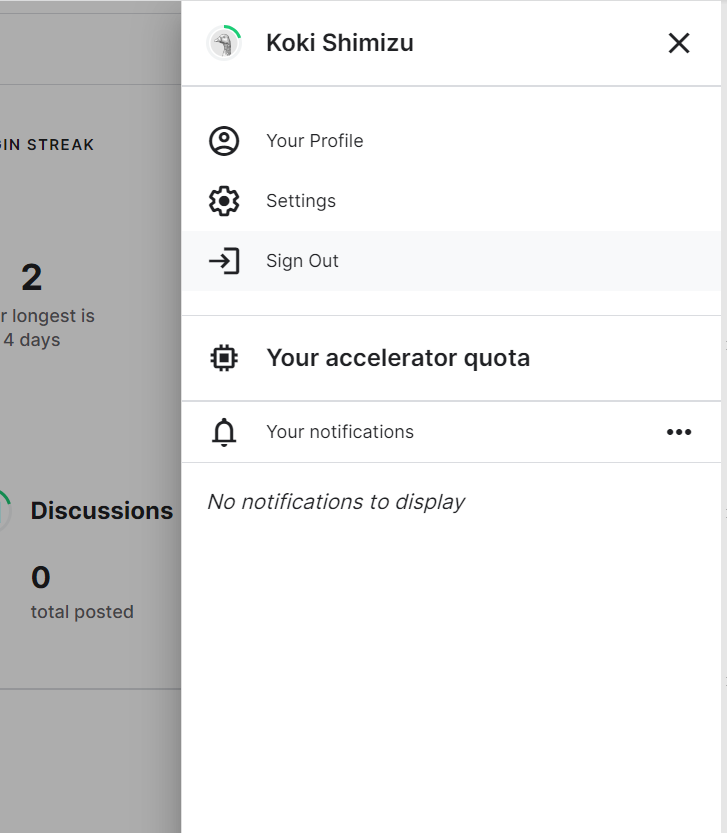 Koki Shimizu
Your Profile
Settings
Sign Out
Your accelerator quota
Your notifications
No notifications to display
STREAK
2
longest is
4 days
Discussions
0
total posted